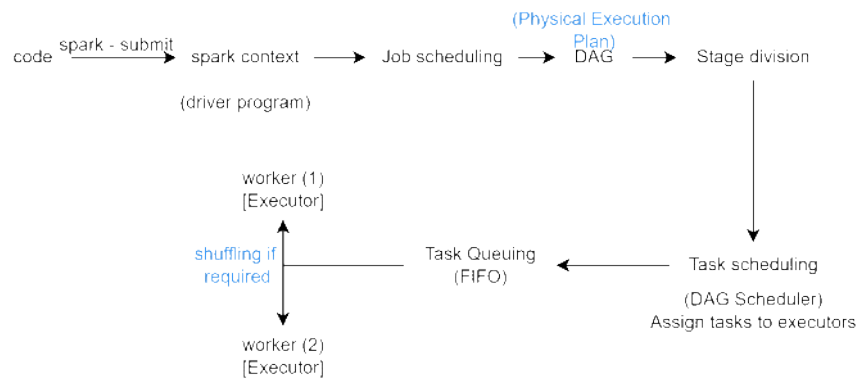 code
spark - submit
spark context
(driver program)
Job scheduling
(Physical Execution
Plan)
DAG
Stage division
Task scheduling
(DAG Scheduler)
Assign tasks to executors
Task Queuing
(FIFO)
shuffling if
required
worker (1)
[Executor]
worker (2)
[Executor]